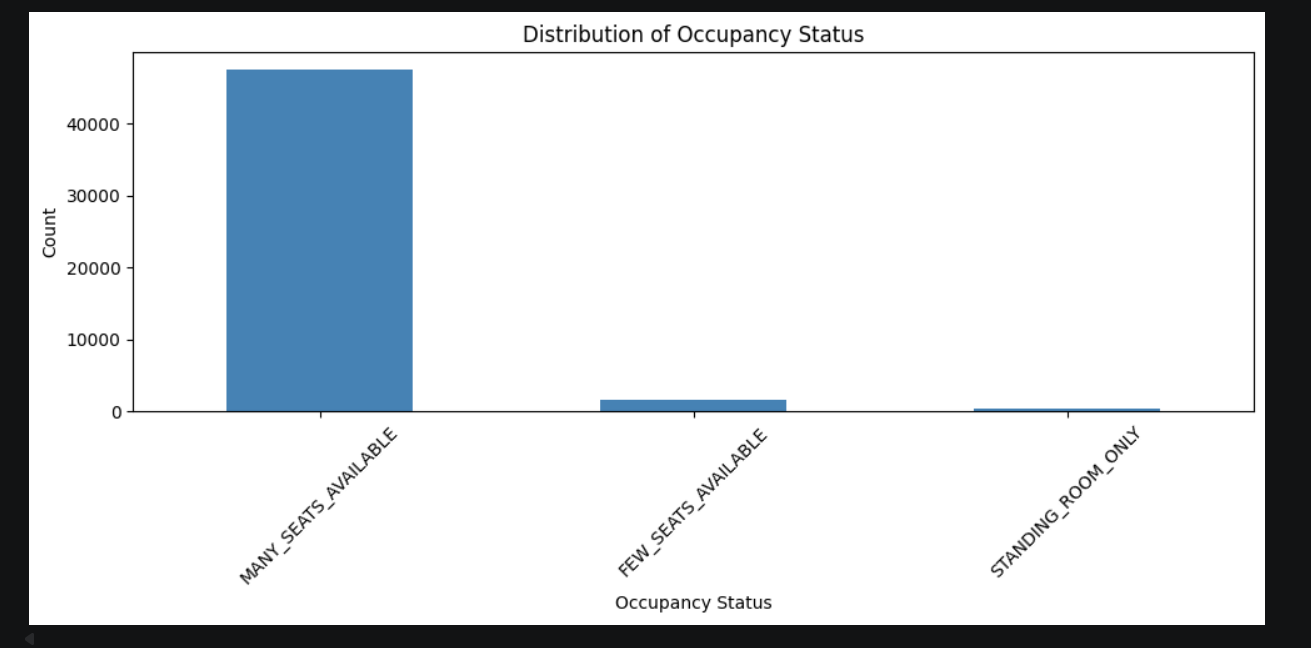 Distribution of Occupancy Status
Count
40000
30000
20000
10000
0
MANY_SEATS_AVAILABLE
FEW_SEATS_AVAILABLE
STANDING_ROOM_ONLY
Occupancy Status